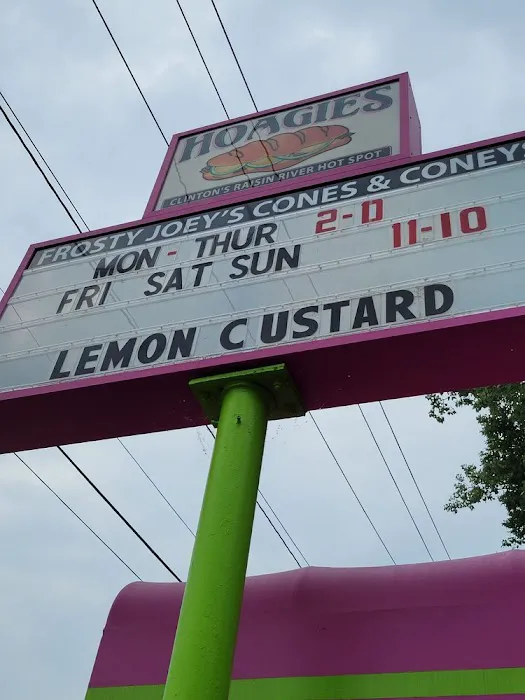 HOAGIES
CLINTON'S RAISIN RIVER HOT SPOT
FROSTY JOEY'S CONES & CONEYS
MON - THUR 2-D
FRI SAT SUN 11-10
LEMON CUSTARD